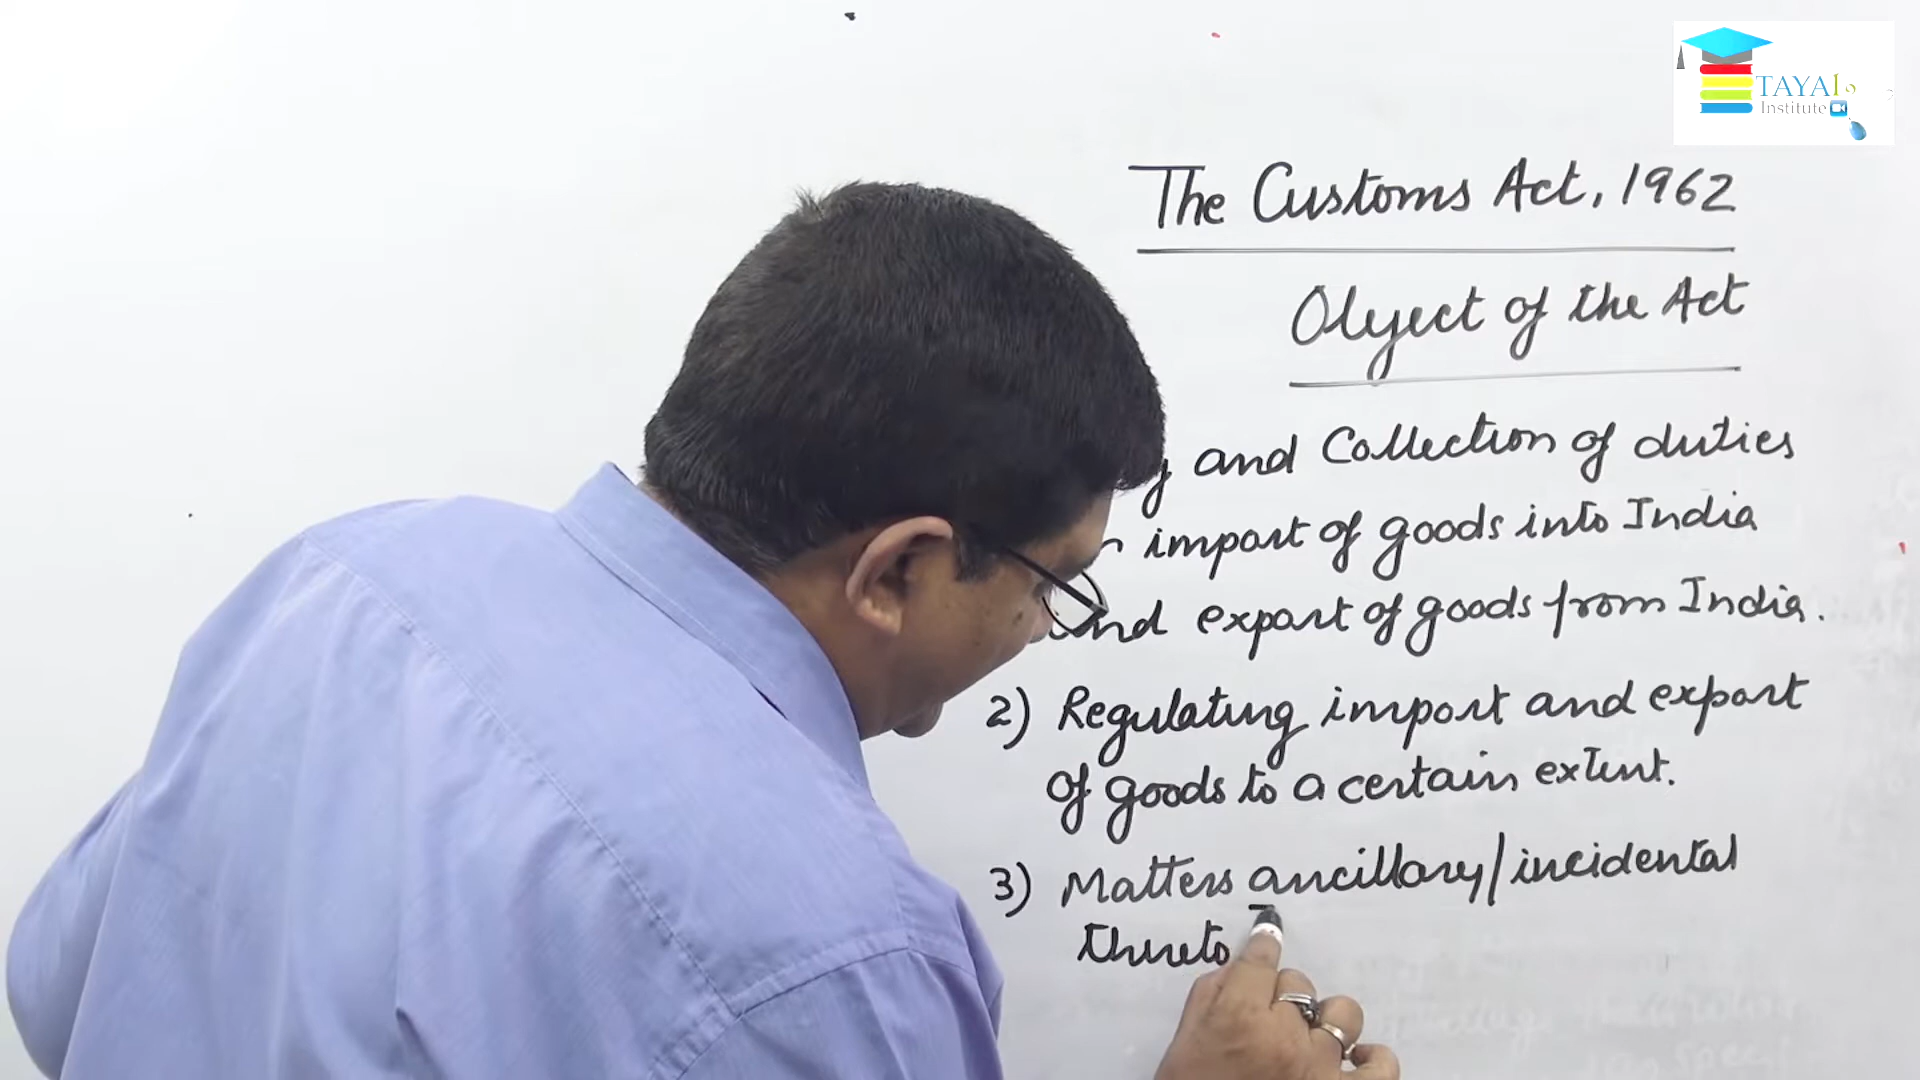 TAYAL
Institute
The Customs Act, 1962
Object of the Act
and Collection of duties
import of goods into India
and export of goods from India.
2) Regulating import and export
of goods to a certain extent.
3) Matters ancillary/incidental
thereto